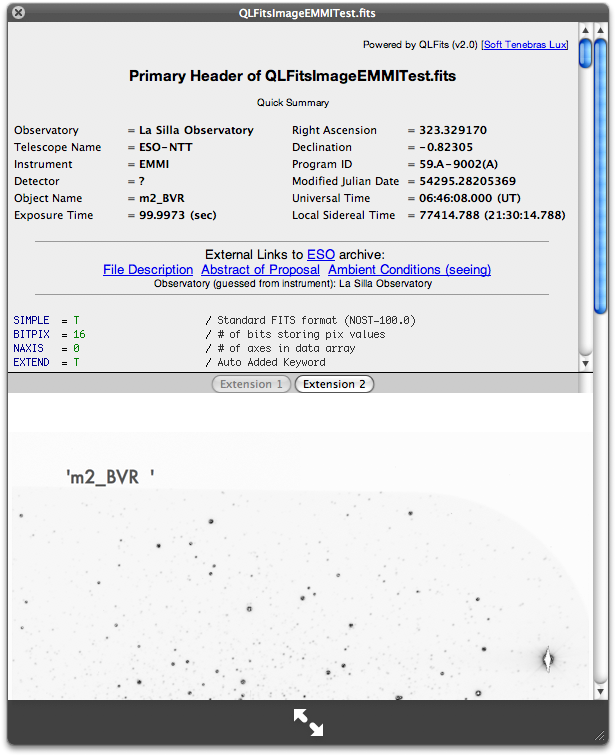 QLFitsImageEMMITest.fits
Powered by QLFits (v2.0) [Soft Tenebras Lux]
Primary Header of QLFitsImageEMMITest.fits
Quick Summary
Observatory = La Silla Observatory Right Ascension = 323.329170
Telescope Name = ESO-NTT Declination = -0.82305
Instrument = EMMI Program ID = 59.A-9002(A)
Detector = ? Modified Julian Date = 54295.28205369
Object Name = m2_BVR Universal Time = 06:46:08.000 (UT)
Exposure Time = 99.9973 (sec) Local Sidereal Time = 77414.788 (21:30:14.788)
External Links to ESO archive:
File Description Abstract of Proposal Ambient Conditions (seeing)
Observatory (guessed from instrument): La Silla Observatory
SIMPLE = T / Standard FITS format (NOST-100.0)
BITPIX = 16 / # of bits storing pix values
NAXIS = 0 / # of axes in data array
EXTEND = T / Auto Added Keyword
Extension 1 Extension 2
'm2_BVR '